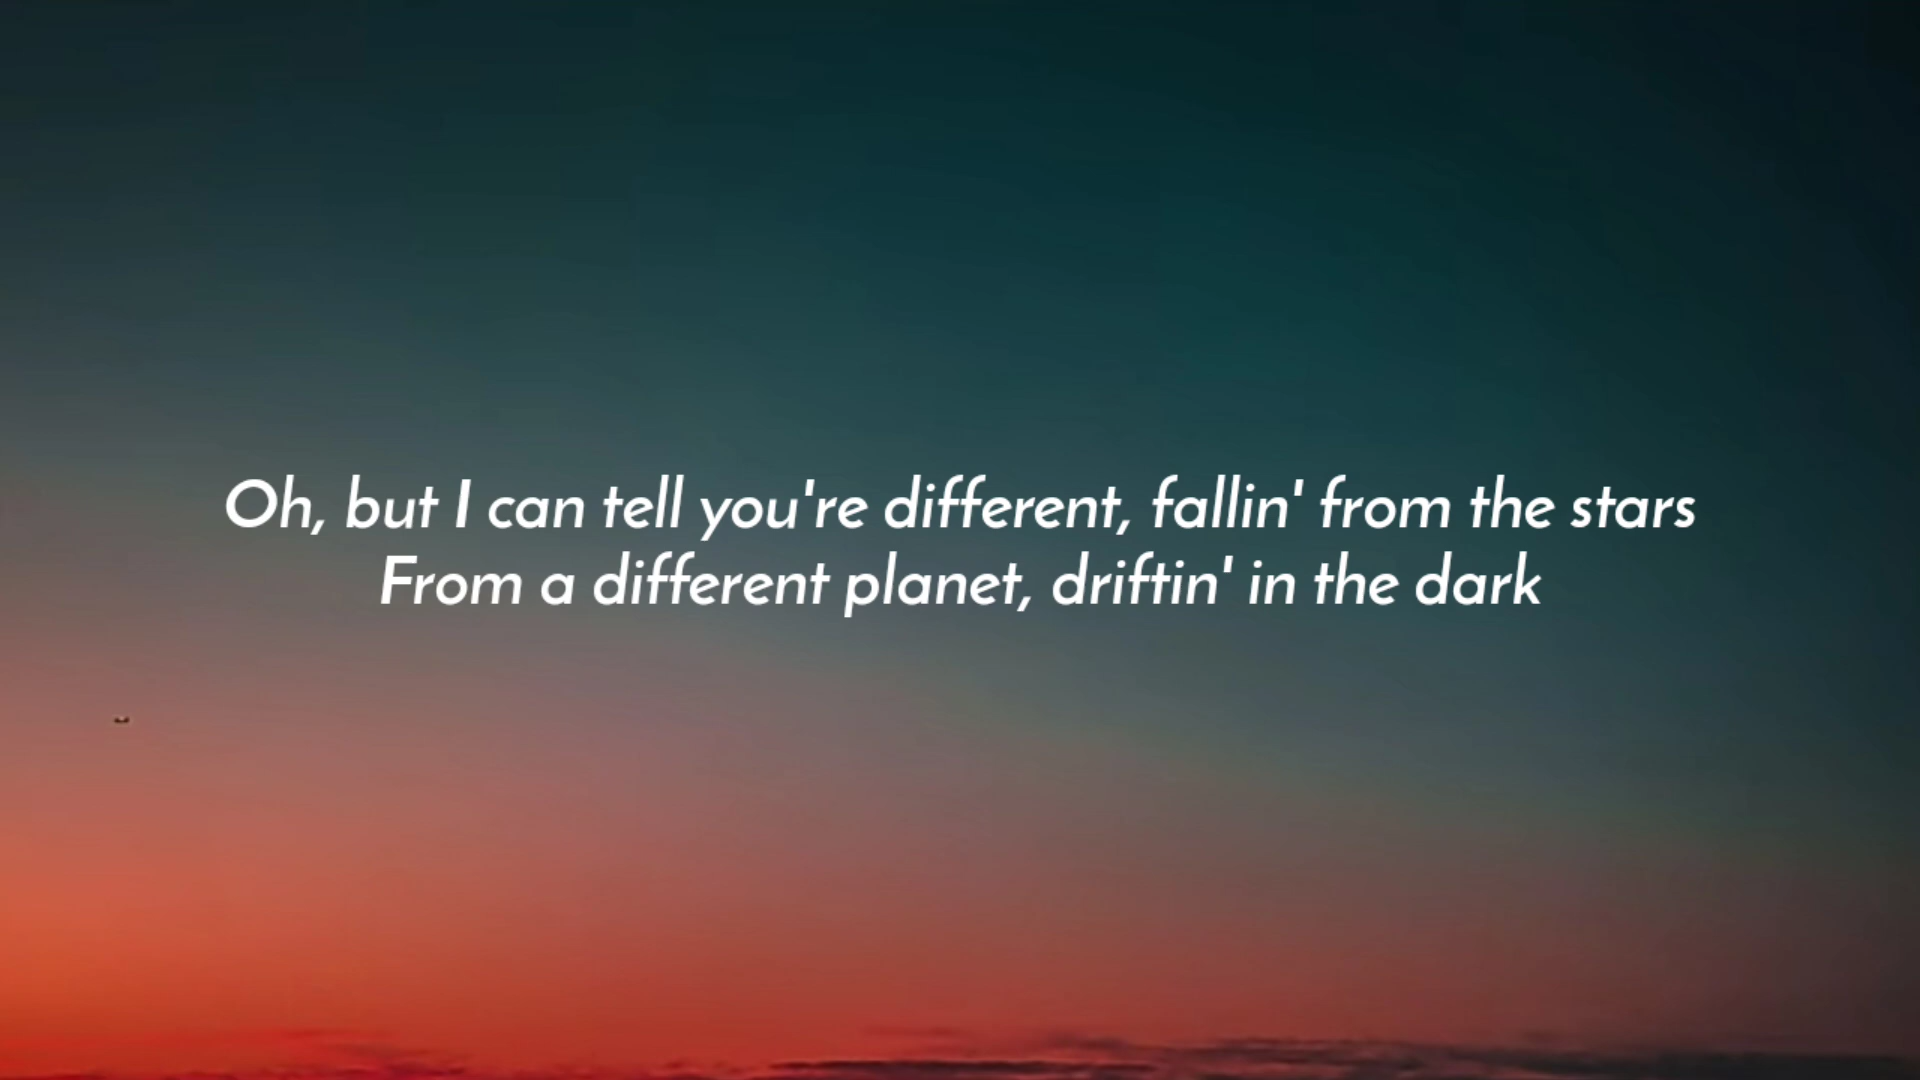 Oh, but I can tell you're different, fallin' from the stars
From a different planet, driftin' in the dark